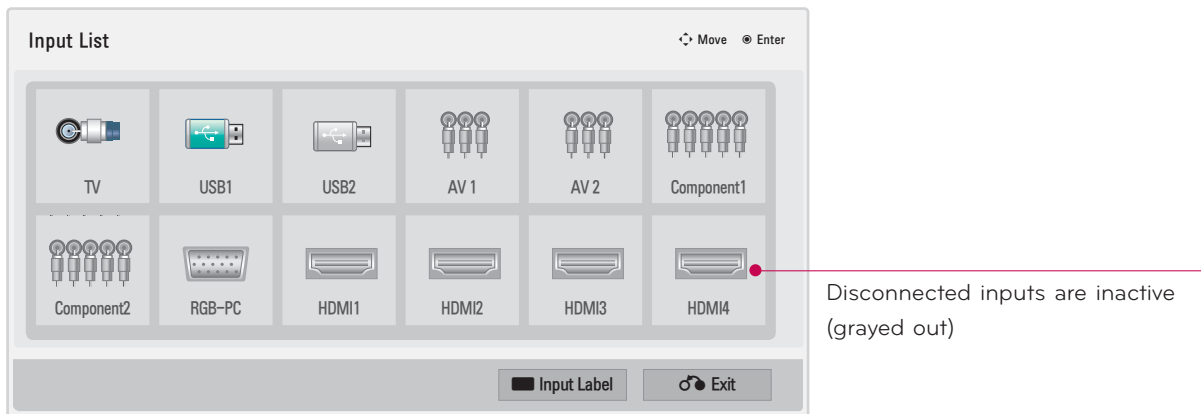 Input List
Move
Enter
TV
USB1
USB2
AV 1
AV 2
Component1
Component2
RGB-PC
HDMI1
HDMI2
HDMI3
HDMI4
Disconnected inputs are inactive
(grayed out)
Input Label
Exit